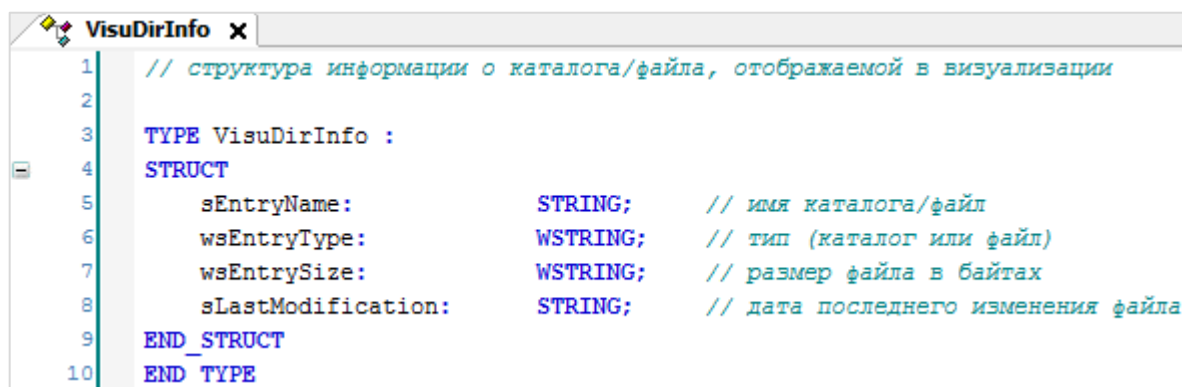 VisuDirInfo x
1 // структура информации о каталога/файла, отображаемой в визуализации
2
3 TYPE VisuDirInfo :
4 STRUCT
5 sEntryName: STRING; // имя каталога/файл
6 wsEntryType: WSTRING; // тип (каталог или файл)
7 wsEntrySize: WSTRING; // размер файла в байтах
8 sLastModification: STRING; // дата последнего изменения файла
9 END_STRUCT
10 END_TYPE